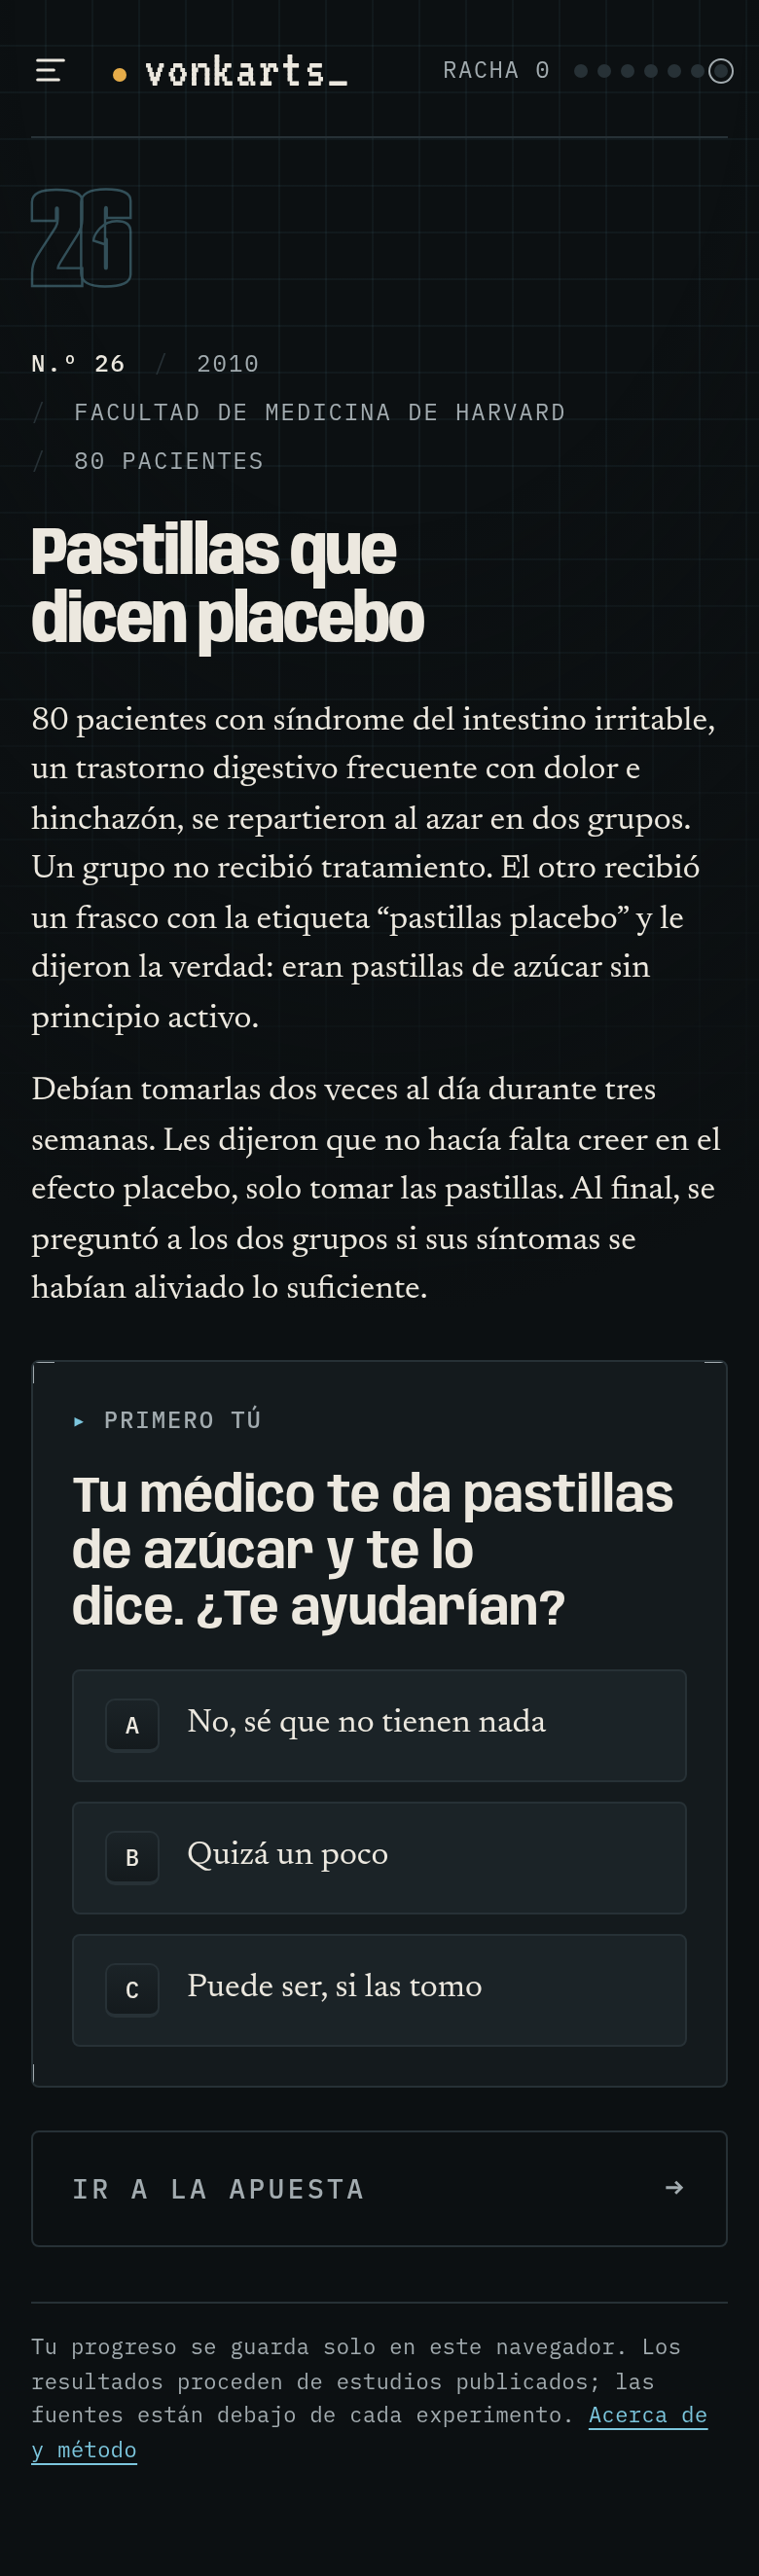 vonkarts_
RACHA 0
26
N.º 26 / 2010
/ FACULTAD DE MEDICINA DE HARVARD
/ 80 PACIENTES
Pastillas que
dicen placebo
80 pacientes con síndrome del intestino irritable,
un trastorno digestivo frecuente con dolor e
hinchazón, se repartieron al azar en dos grupos.
Un grupo no recibió tratamiento. El otro recibió
un frasco con la etiqueta “pastillas placebo” y le
dijeron la verdad: eran pastillas de azúcar sin
principio activo.
Debían tomarlas dos veces al día durante tres
semanas. Les dijeron que no hacía falta creer en el
efecto placebo, solo tomar las pastillas. Al final, se
preguntó a los dos grupos si sus síntomas se
habían aliviado lo suficiente.
▸ PRIMERO TÚ
Tu médico te da pastillas
de azúcar y te lo
dice. ¿Te ayudarían?
A No, sé que no tienen nada
B Quizá un poco
C Puede ser, si las tomo
IR A LA APUESTA →
Tu progreso se guarda solo en este navegador. Los
resultados proceden de estudios publicados; las
fuentes están debajo de cada experimento. Acerca de
y método